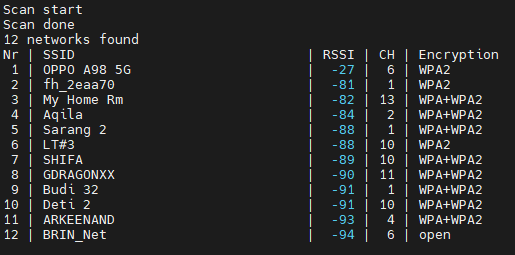 Scan start
Scan done
12 networks found
Nr | SSID | RSSI | CH | Encryption
1 | OPPO A98 5G | -27 | 6 | WPA2
2 | fh_2eaa70 | -81 | 1 | WPA2
3 | My Home Rm | -82 | 13 | WPA+WPA2
4 | Aqila | -84 | 2 | WPA+WPA2
5 | Sarang 2 | -88 | 1 | WPA+WPA2
6 | LT#3 | -88 | 10 | WPA2
7 | SHIFA | -89 | 10 | WPA+WPA2
8 | GDRAGONXX | -90 | 11 | WPA+WPA2
9 | Budi 32 | -91 | 1 | WPA+WPA2
10 | Deti 2 | -91 | 10 | WPA+WPA2
11 | ARKEENAND | -93 | 4 | WPA+WPA2
12 | BRIN_Net | -94 | 6 | open